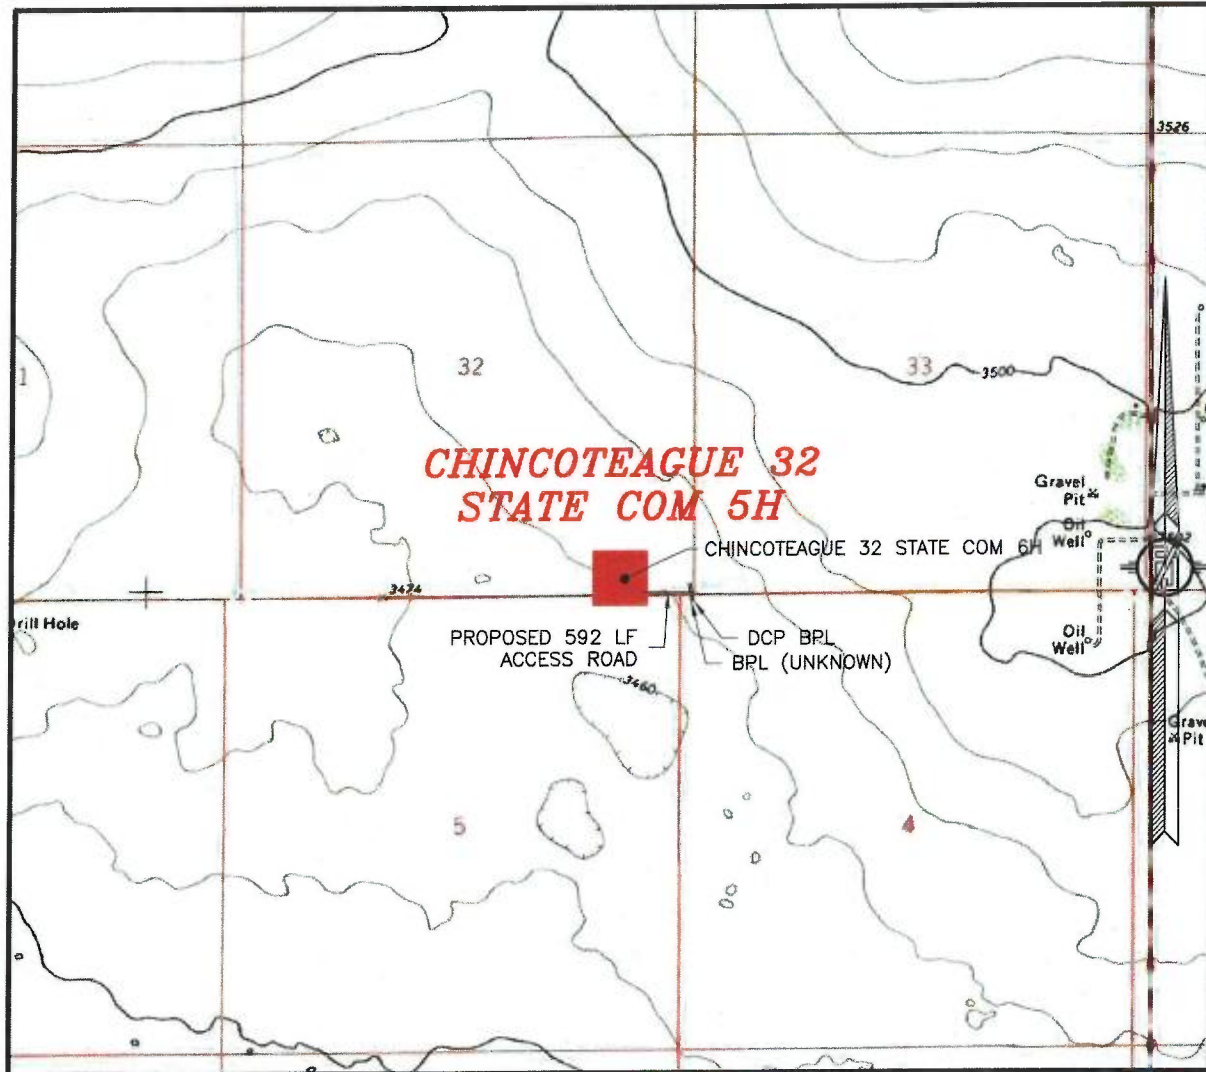 3526
32
33
3500
1
CHINCOTEAGUE 32
STATE COM 5H
Gravel
Pit
Oil
Well
CHINCOTEAGUE 32 STATE COM 6H
3474
rill Hole
PROPOSED 592 LF
ACCESS ROAD
DCP BPL
BPL (UNKNOWN)
Oil
Well
3460
Grave
Pit
5
4